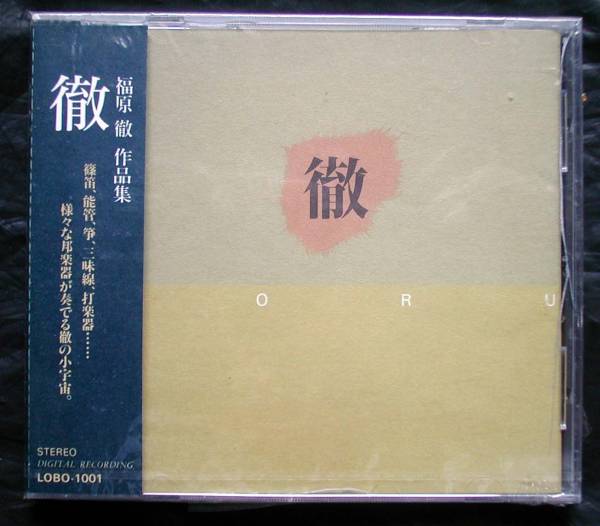 徹
福原 徹 作品集
篠笛、能管、箏、三味線、打楽器……
様々な邦楽器が奏でる徹の小宇宙。
STEREO
DIGITAL RECORDING
LOBO-1001
徹
O R U